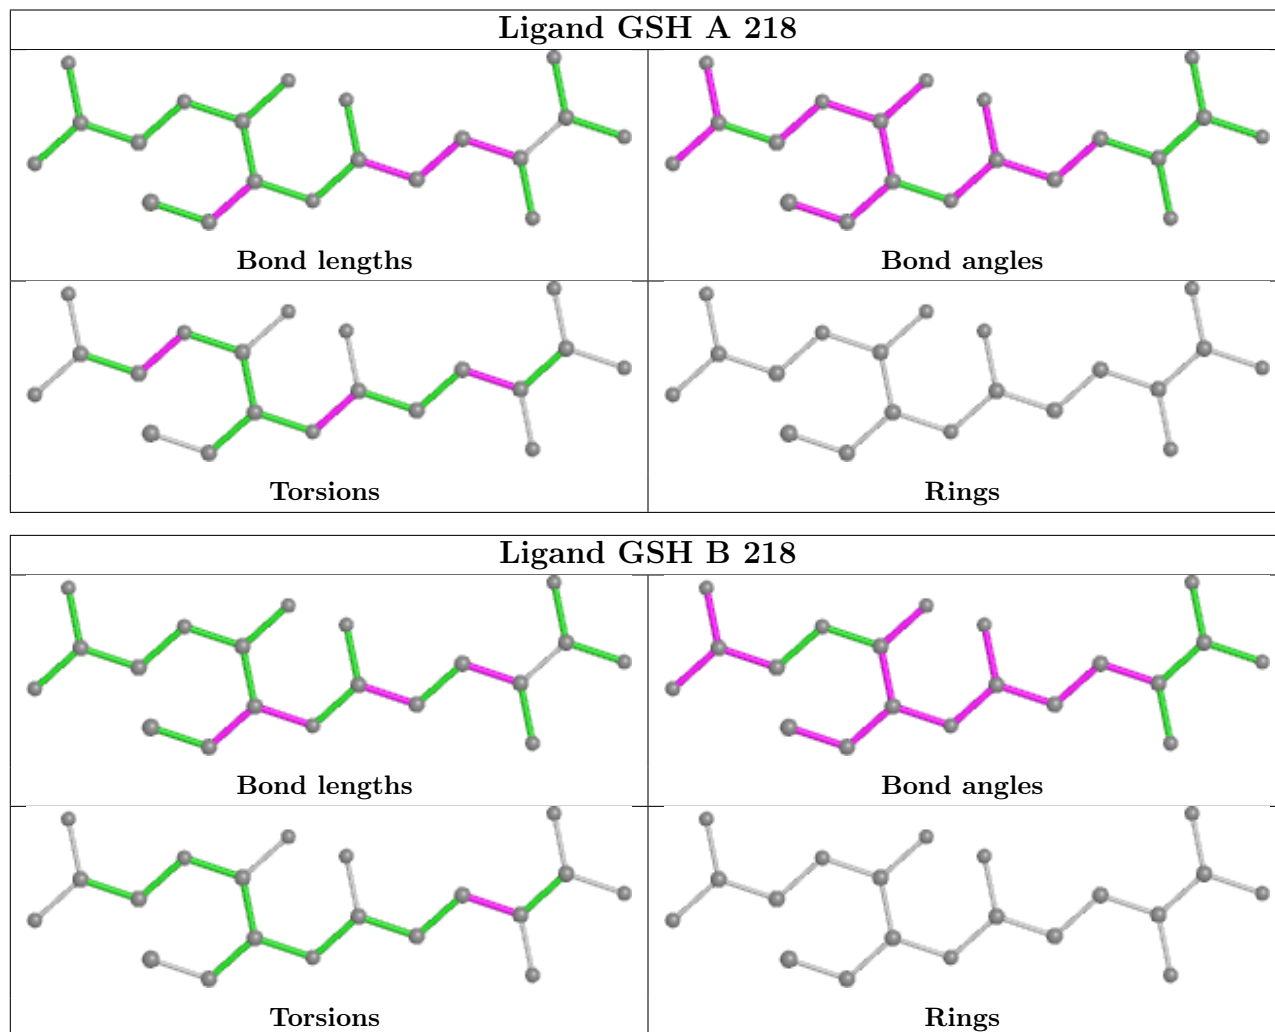 Ligand GSH A 218
Bond lengths
Bond angles
Torsions
Rings
Ligand GSH B 218
Bond lengths
Bond angles
Torsions
Rings